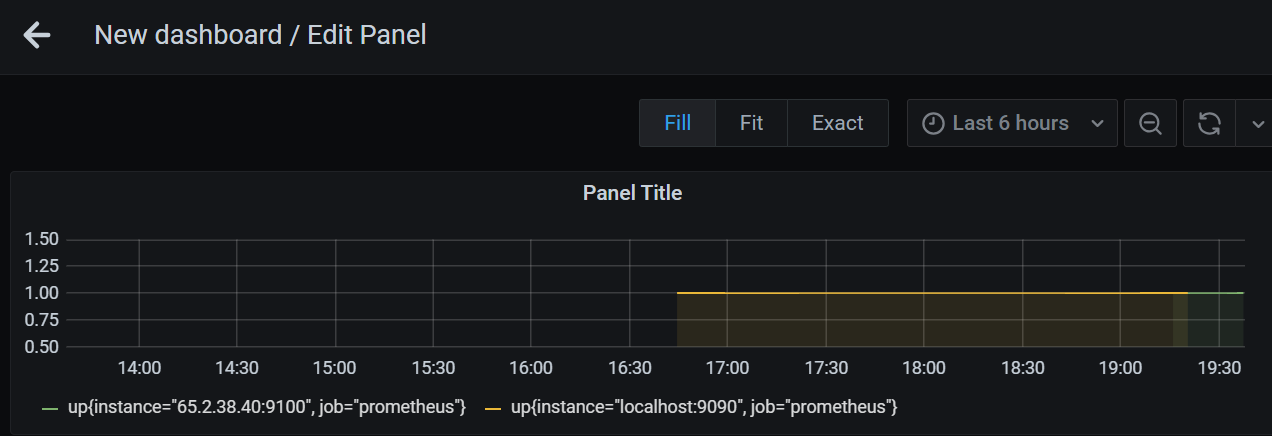 New dashboard / Edit Panel
Fill Fit Exact Last 6 hours
Panel Title
1.50
1.25
1.00
0.75
0.50
14:00 14:30 15:00 15:30 16:00 16:30 17:00 17:30 18:00 18:30 19:00 19:30
up{instance="65.2.38.40:9100", job="prometheus"} up{instance="localhost:9090", job="prometheus"}